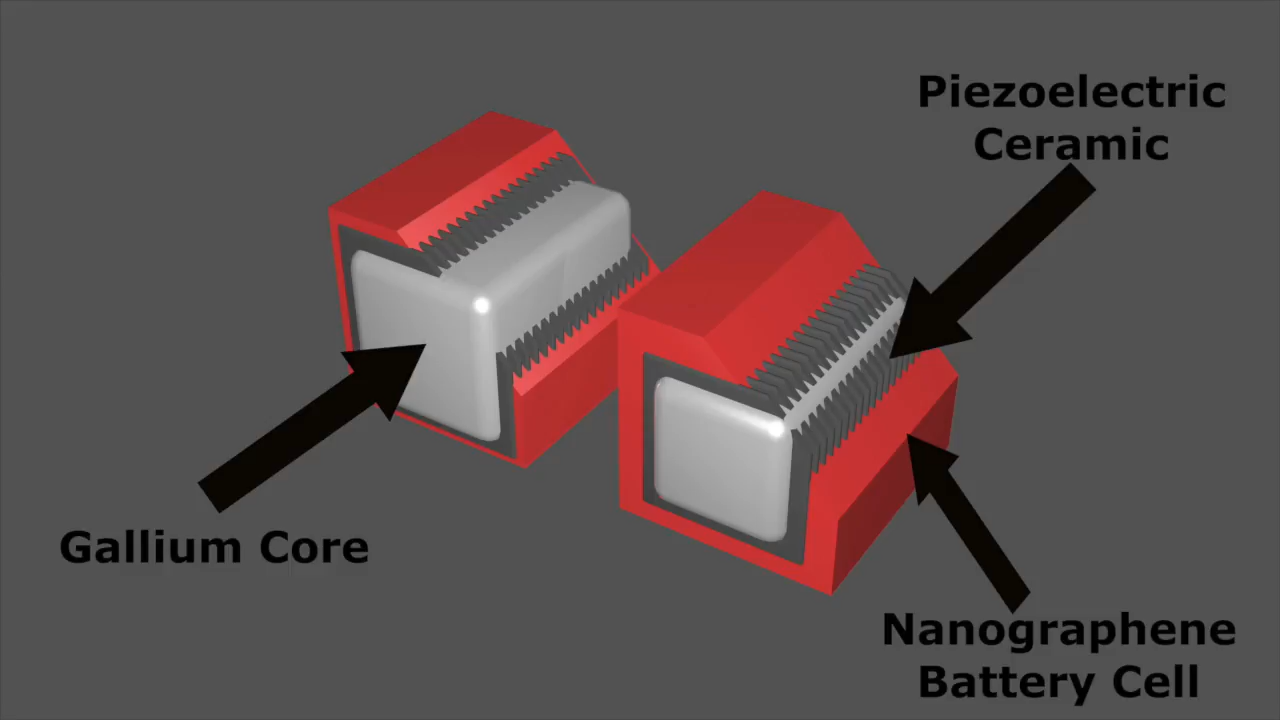 Piezoelectric
Ceramic
Gallium Core
Nanographene
Battery Cell